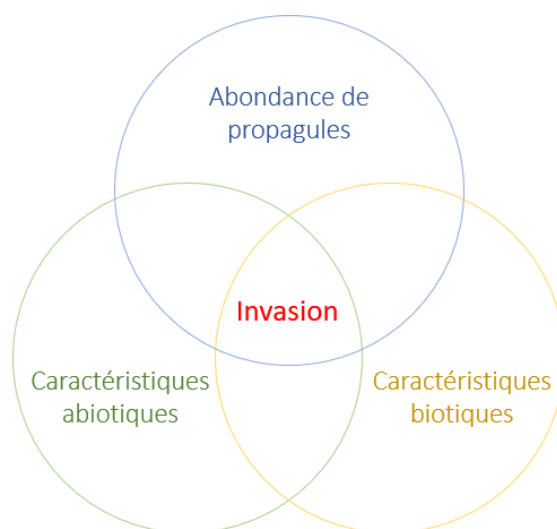 Abondance de
propagules
Invasion
Caractéristiques
abiotiques
Caractéristiques
biotiques